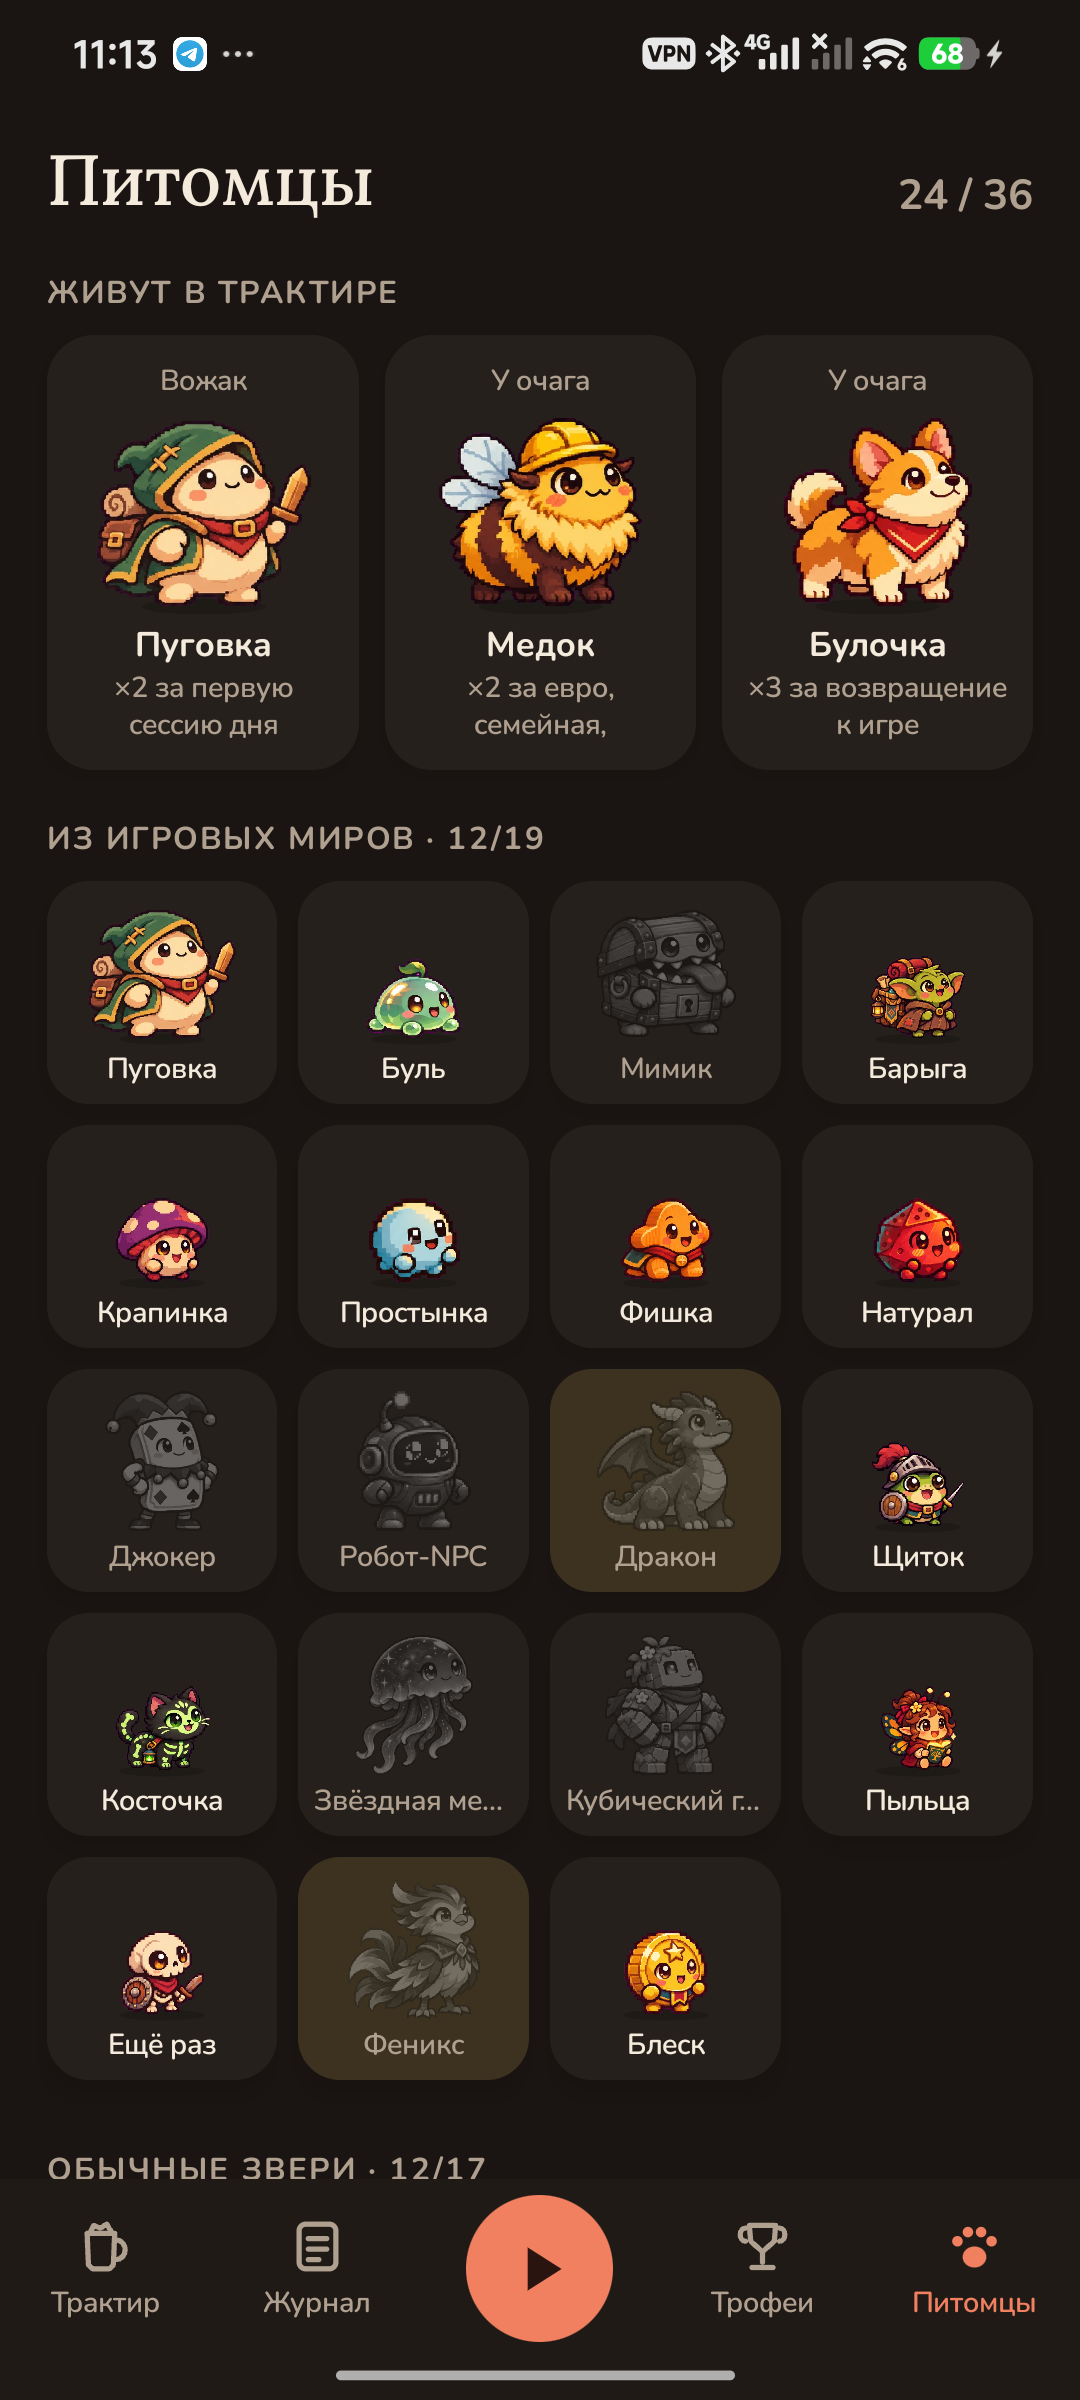 11:13
VPN 4G 6 68
Питомцы
24 / 36
ЖИВУТ В ТРАКТИРЕ
Вожак
Пуговка
×2 за первую
сессию дня
У очага
Медок
×2 за евро,
семейная,
У очага
Булочка
×3 за возвращение
к игре
ИЗ ИГРОВЫХ МИРОВ · 12/19
Пуговка
Буль
Мимик
Барыга
Крапинка
Простынка
Фишка
Натурал
Джокер
Робот-NPC
Дракон
Щиток
Косточка
Звёздная ме...
Кубический г...
Пыльца
Ещё раз
Феникс
Блеск
ОБЫЧНЫЕ ЗВЕРИ · 12/17
Трактир
Журнал
Трофеи
Питомцы